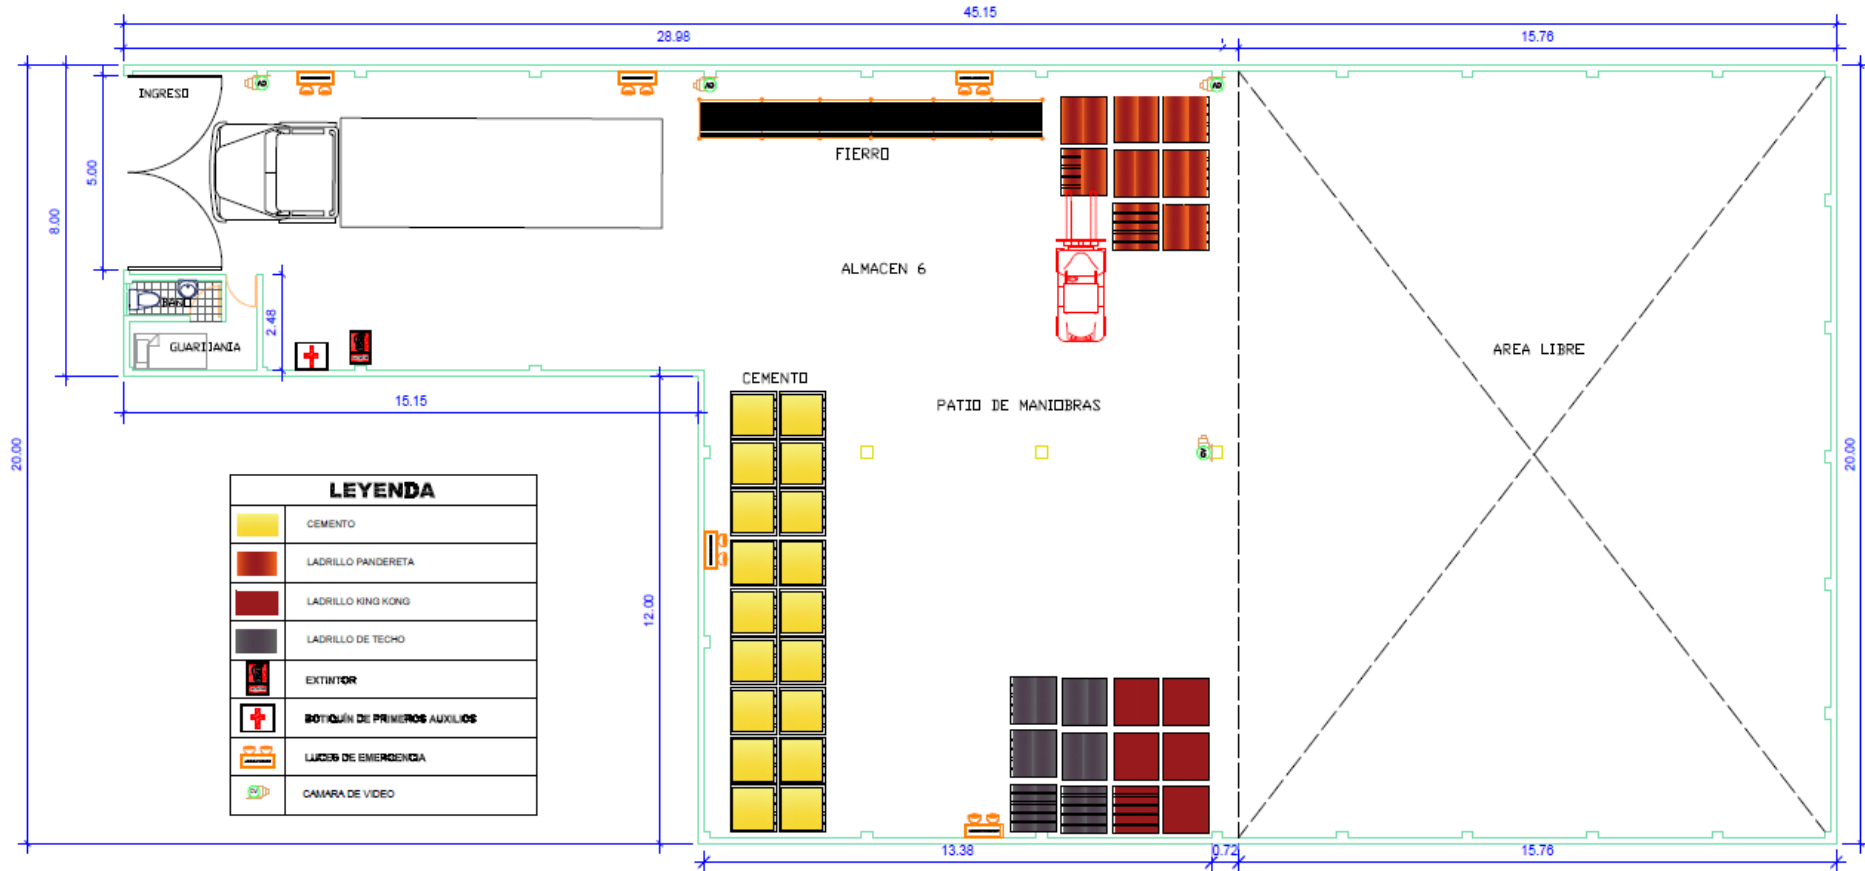 45.15
28.98
15.76
INGRESO
5.00
8.00
20.00
FIERRO
ALMACEN 6
BAÑO
2.48
GUARDIANIA
AREA LIBRE
CEMENTO
PATIO DE MANIOBRAS
15.15
20.00
12.00
LEYENDA
CEMENTO
LADRILLO PANDERETA
LADRILLO KING KONG
LADRILLO DE TECHO
EXTINTOR
BOTIQUÍN DE PRIMEROS AUXILIOS
LUCES DE EMERGENCIA
CAMARA DE VIDEO
13.38
0.72
15.76